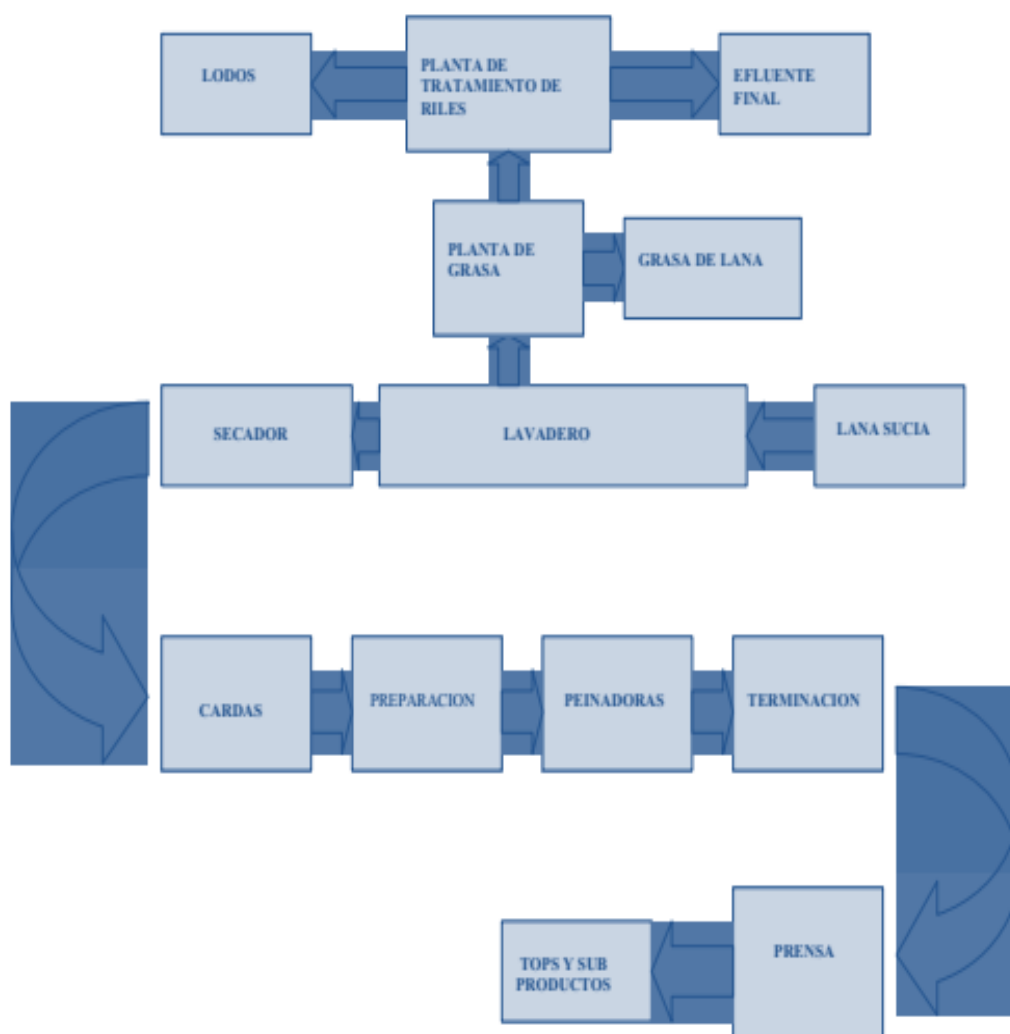 LODOS
PLANTA DE
TRATAMIENTO DE
RILES
EFLUENTE
FINAL
PLANTA DE
GRASA
GRASA DE LANA
SECADOR
LAVADERO
LANA SUCIA
CARDAS
PREPARACION
PEINADORAS
TERMINACION
TOPS Y SUB
PRODUCTOS
PRENSA